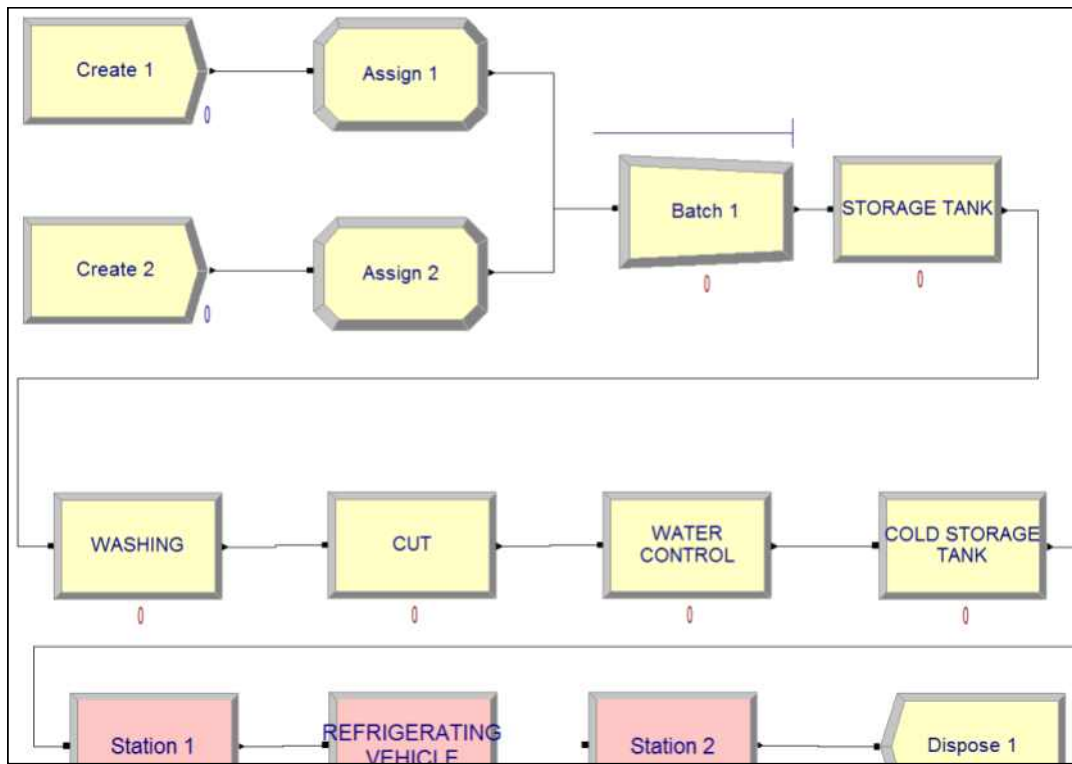 Create 1
Assign 1
0
Batch 1
STORAGE TANK
Create 2
Assign 2
0
0
0
WASHING
CUT
WATER
CONTROL
COLD STORAGE
TANK
0
0
0
0
Station 1
REFRIGERATING
VEHICLE
Station 2
Dispose 1